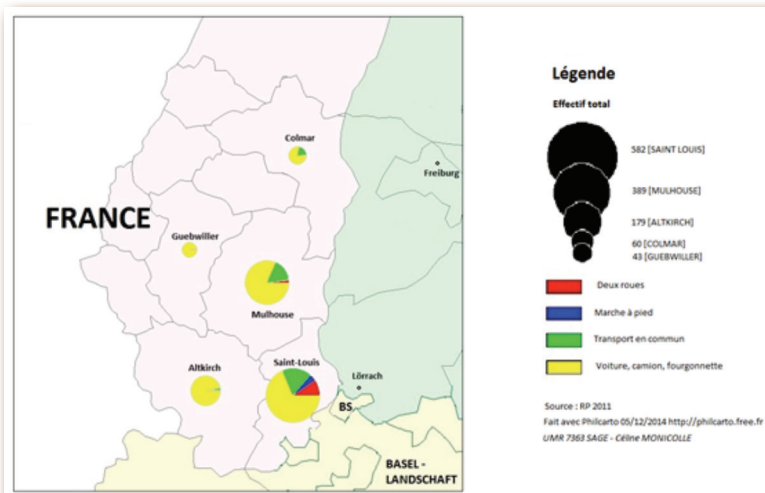 Colmar
Freiburg
FRANCE
Guebwiller
Mulhouse
Altkirch
Saint-Louis
Lörrach
BS
BASEL -
LANDSCHAFT
Légende
Effectif total
582 [SAINT LOUIS]
389 [MULHOUSE]
179 [ALTKIRCH]
60 [COLMAR]
43 [GUEBWILLER]
Deux roues
Marche à pied
Transport en commun
Voiture, camion, fourgonnette
Source : RP 2011
Fait avec Philcarto 05/12/2014 http://philcarto.free.fr
UMR 7363 SAGE - Céline MONICOLLE